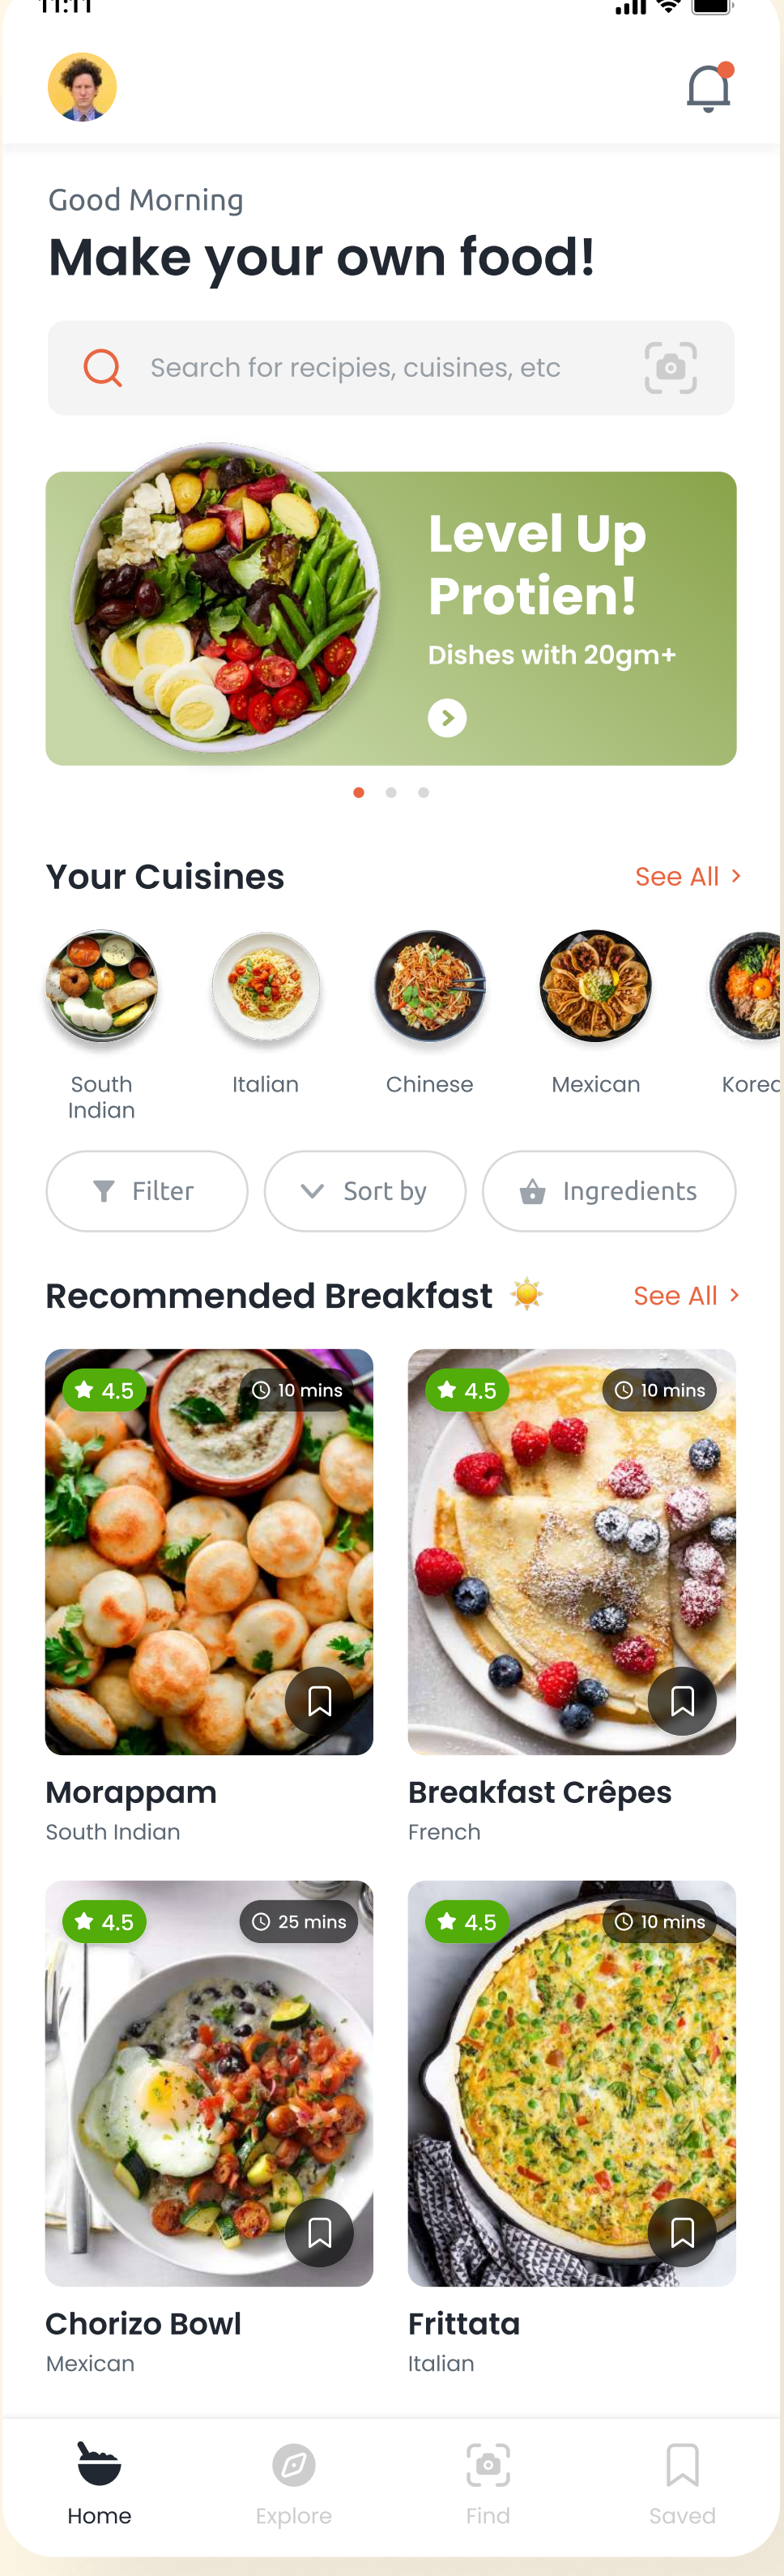 11:11
Good Morning
Make your own food!
Search for recipies, cuisines, etc
Level Up
Protien!
Dishes with 20gm+
Your Cuisines
See All
South
Indian
Italian
Chinese
Mexican
Korea
Filter
Sort by
Ingredients
Recommended Breakfast
See All
4.5
10 mins
4.5
10 mins
Morappam
South Indian
Breakfast Crêpes
French
4.5
25 mins
4.5
10 mins
Chorizo Bowl
Mexican
Frittata
Italian
Home
Explore
Find
Saved